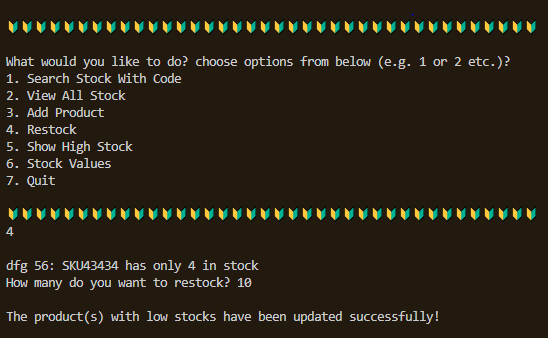 What would you like to do? choose options from below (e.g. 1 or 2 etc.)?
1. Search Stock With Code
2. View All Stock
3. Add Product
4. Restock
5. Show High Stock
6. Stock Values
7. Quit
4
dfg 56: SKU43434 has only 4 in stock
How many do you want to restock? 10
The product(s) with low stocks have been updated successfully!